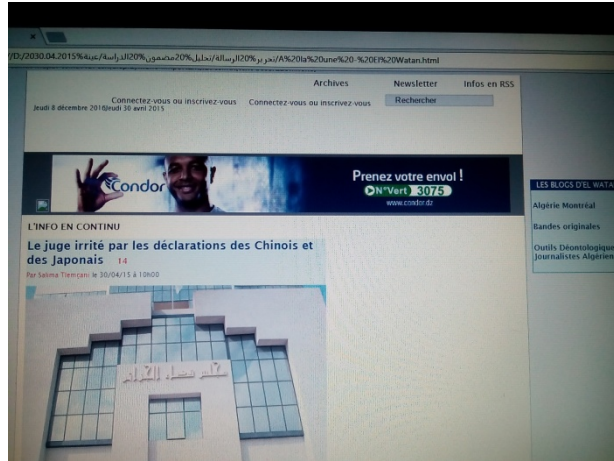 /D:/2030.04.2015%تحرير%20الرسالة/تحليل%20مضمون%20الدراسة/عينة/A%20la%20une%20-%20El%20Watan.html
Archives Newsletter Infos en RSS
Connectez-vous ou inscrivez-vous Connectez-vous ou inscrivez-vous Rechercher
Jeudi 8 décembre 2016Jeudi 30 avril 2015
Condor
Prenez votre envol !
N°Vert 3075
www.condor.dz
L'INFO EN CONTINU
Le juge irrité par les déclarations des Chinois et
des Japonais 14
Par Salima Tlemçani le 30/04/15 à 10h00
مجلس قضاء الجزائر
LES BLOGS D'EL WATA
Algérie Montréal
Bandes originales
Outils Déontologique
Journalistes Algérien